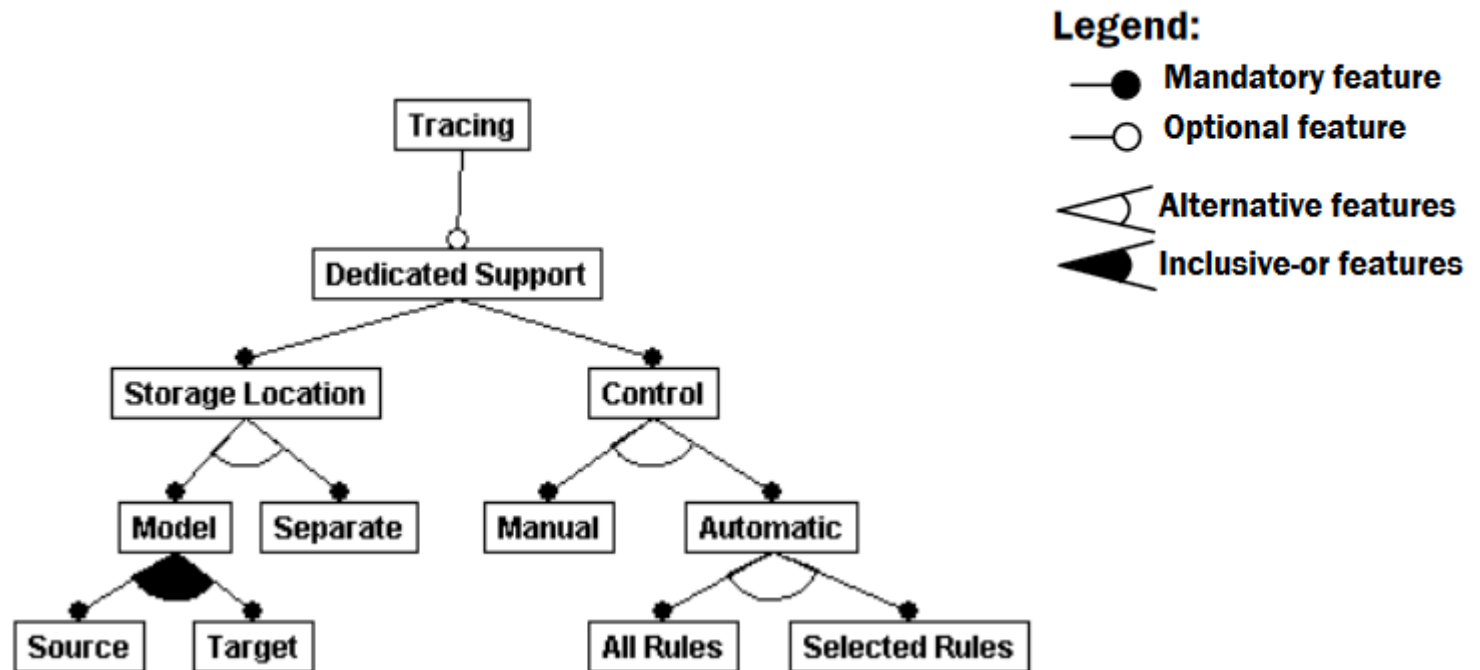 Legend:
Mandatory feature
Optional feature
Alternative features
Inclusive-or features
Tracing
Dedicated Support
Storage Location
Control
Model
Separate
Manual
Automatic
Source
Target
All Rules
Selected Rules